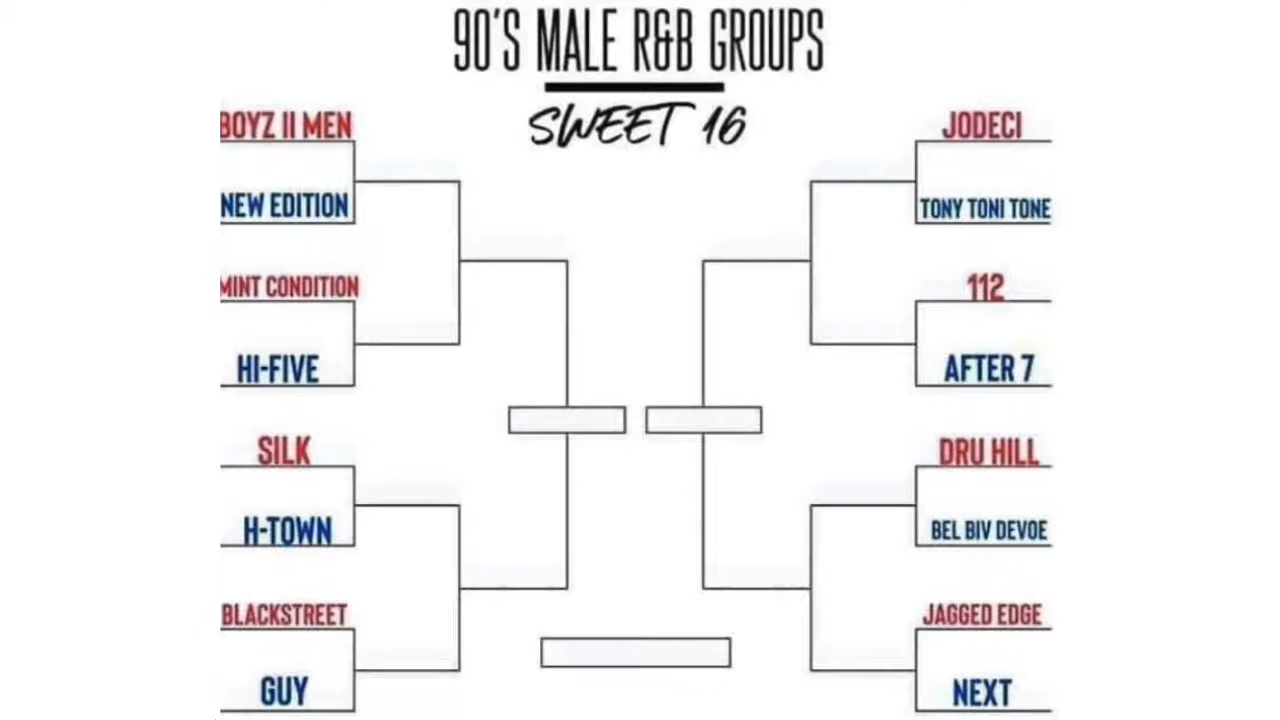 90'S MALE R&B GROUPS
SWEET 16
BOYZ II MEN
NEW EDITION
MINT CONDITION
HI-FIVE
SILK
H-TOWN
BLACKSTREET
GUY
JODECI
TONY TONI TONE
112
AFTER 7
DRU HILL
BEL BIV DEVOE
JAGGED EDGE
NEXT